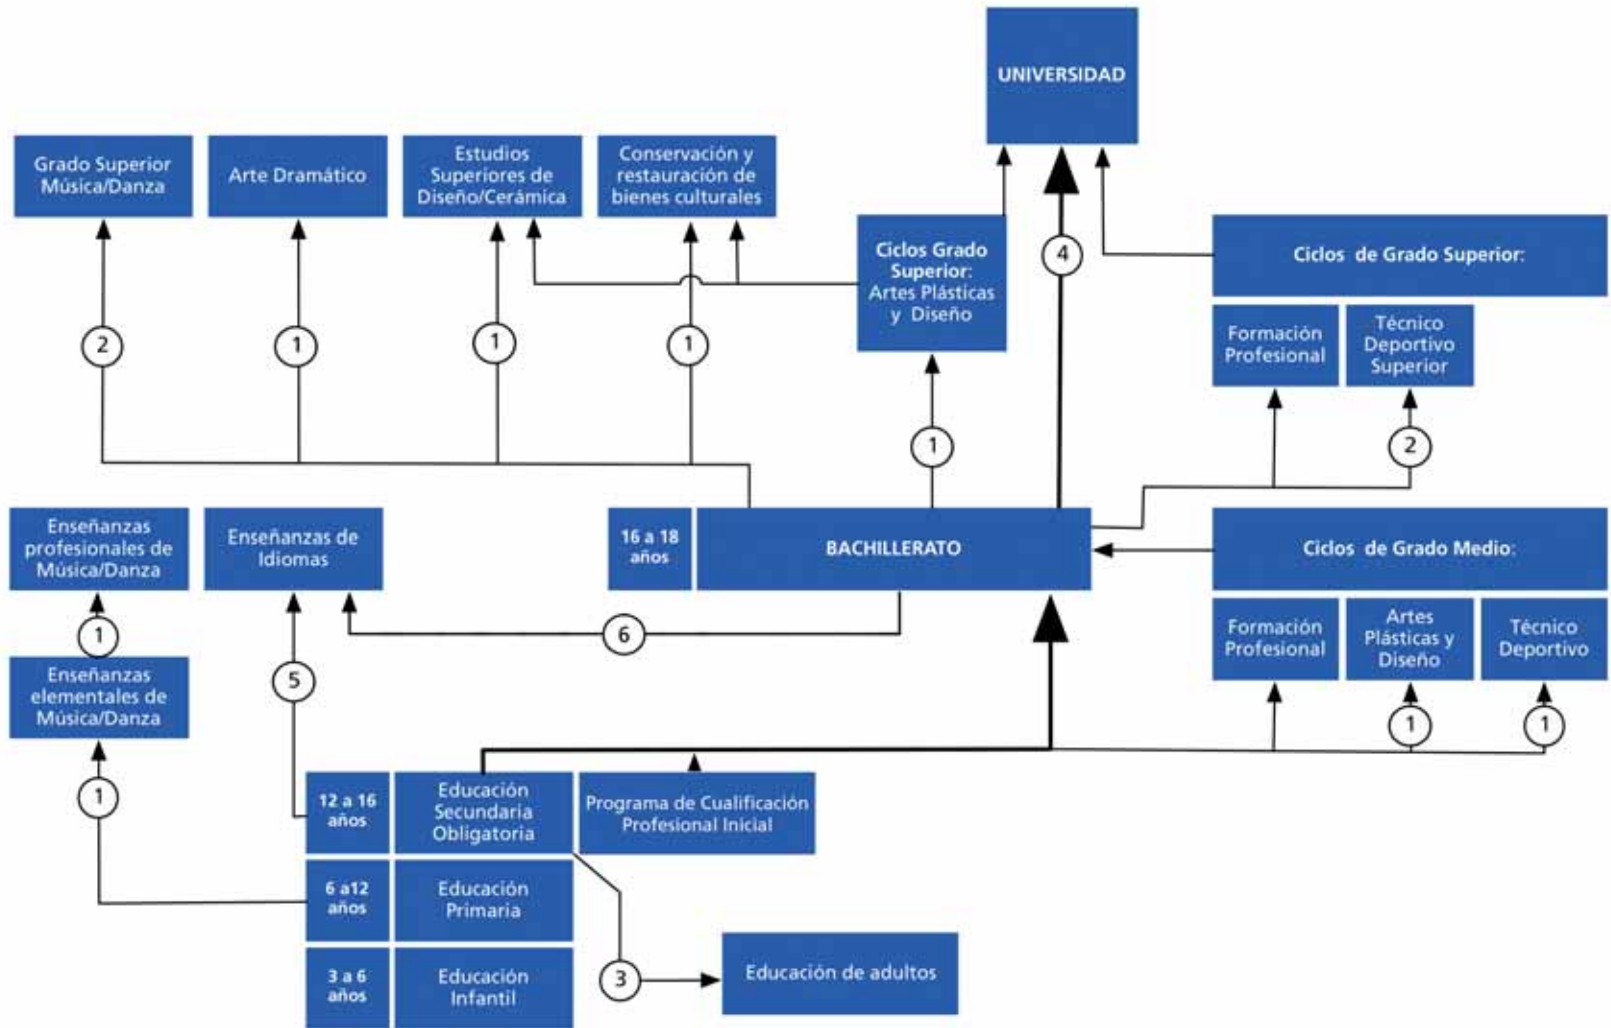 UNIVERSIDAD
Grado Superior
Música/Danza
Arte Dramático
Estudios
Superiores de
Diseño/Cerámica
Conservación y
restauración de
bienes culturales
Ciclos Grado
Superior:
Artes Plásticas
y Diseño
4
Ciclos de Grado Superior:
Formación
Profesional
Técnico
Deportivo
Superior
2
1
1
1
1
2
Enseñanzas
profesionales de
Música/Danza
Enseñanzas de
Idiomas
16 a 18
años
BACHILLERATO
Ciclos de Grado Medio:
Formación
Profesional
Artes
Plásticas y
Diseño
Técnico
Deportivo
1
6
Enseñanzas
elementales de
Música/Danza
5
1
1
1
12 a 16
años
Educación
Secundaria
Obligatoria
Programa de Cualificación
Profesional Inicial
6 a12
años
Educación
Primaria
3 a 6
años
Educación
Infantil
3
Educación de adultos